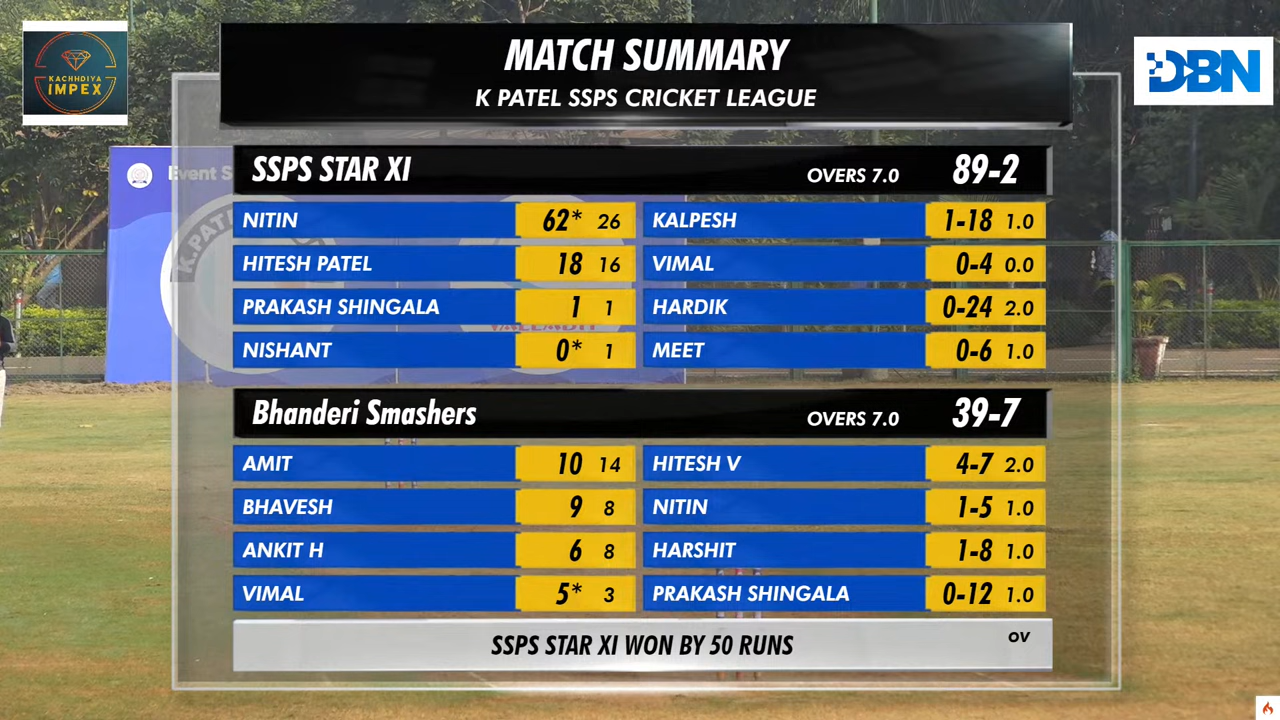 KACHHDIYA
IMPEX
MATCH SUMMARY
K PATEL SSPS CRICKET LEAGUE
DBN
Event S
K.PATE
SSPS STAR XI OVERS 7.0 89-2
NITIN 62* 26 KALPESH 1-18 1.0
HITESH PATEL 18 16 VIMAL 0-4 0.0
PRAKASH SHINGALA 1 1 HARDIK 0-24 2.0
NISHANT 0* 1 MEET 0-6 1.0
Bhanderi Smashers OVERS 7.0 39-7
AMIT 10 14 HITESH V 4-7 2.0
BHAVESH 9 8 NITIN 1-5 1.0
ANKIT H 6 8 HARSHIT 1-8 1.0
VIMAL 5* 3 PRAKASH SHINGALA 0-12 1.0
SSPS STAR XI WON BY 50 RUNS OV